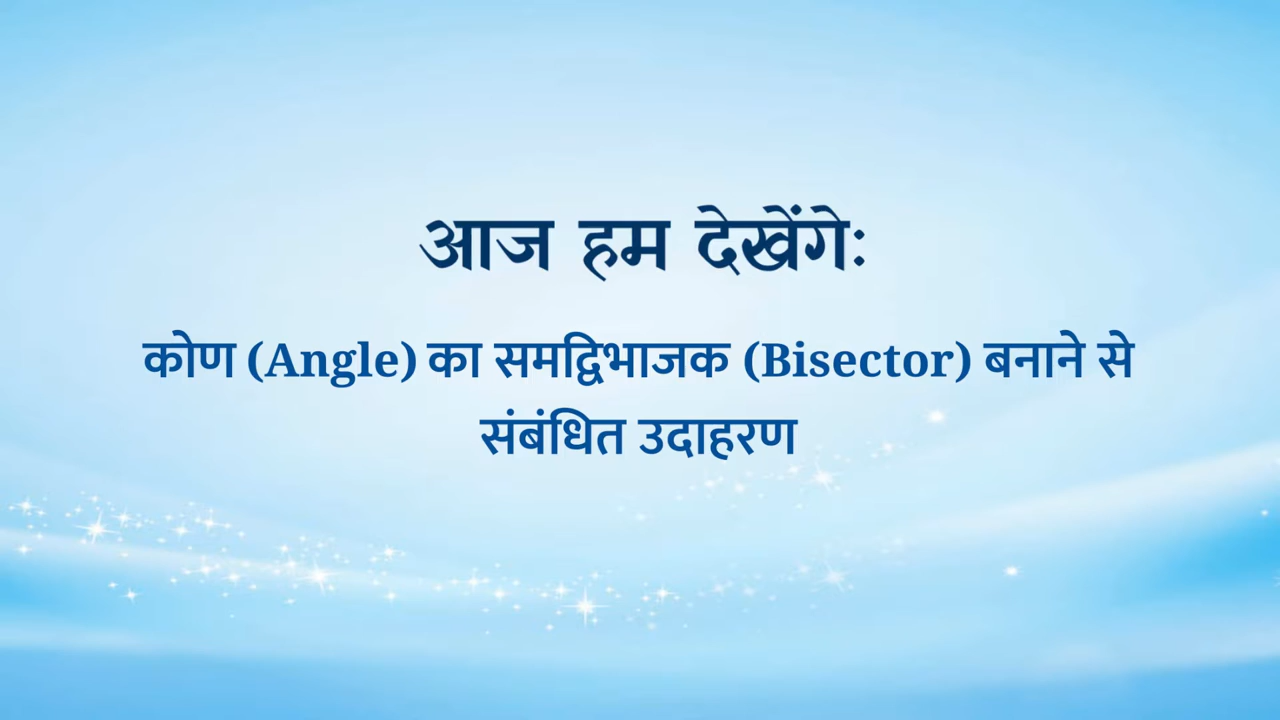 आज हम देखेंगे:
कोण (Angle) का समद्विभाजक (Bisector) बनाने से
संबंधित उदाहरण